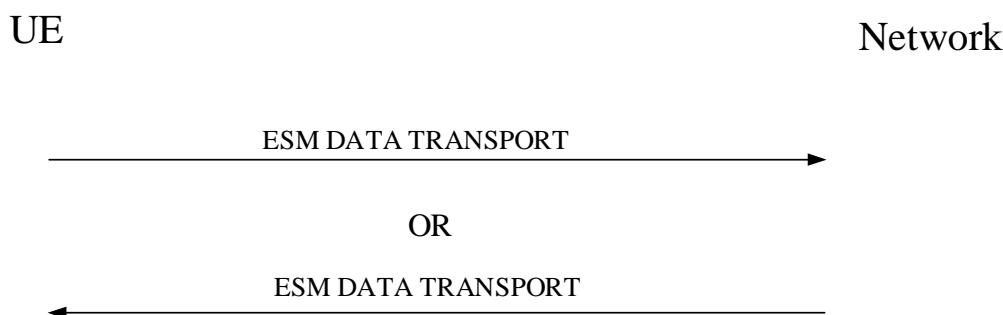 UE
Network
ESM DATA TRANSPORT
OR
ESM DATA TRANSPORT